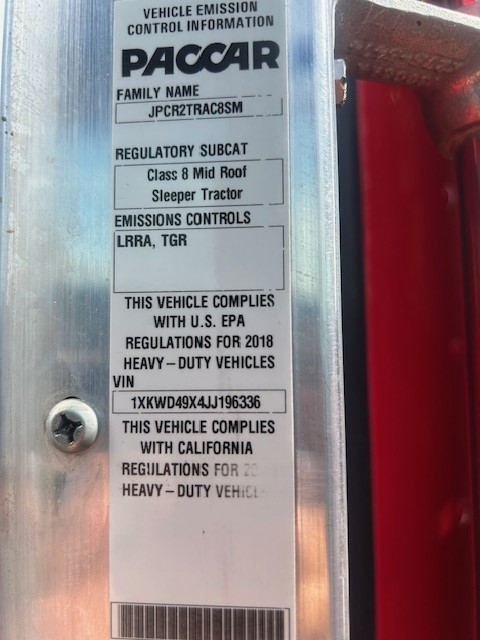 VEHICLE EMISSION
CONTROL INFORMATION
PACCAR
FAMILY NAME
JPCR2TRAC8SM
REGULATORY SUBCAT
Class 8 Mid Roof
Sleeper Tractor
EMISSIONS CONTROLS
LRRA, TGR
THIS VEHICLE COMPLIES
WITH U.S. EPA
REGULATIONS FOR 2018
HEAVY-DUTY VEHICLES
VIN
1XKWD49X4JJ196336
THIS VEHICLE COMPLIES
WITH CALIFORNIA
REGULATIONS FOR
HEAVY-DUTY